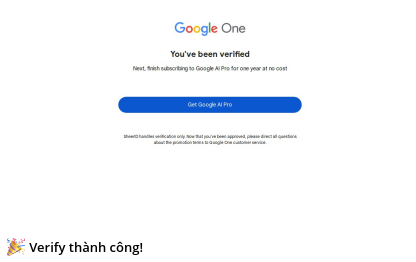 Google One
You've been verified
Next, finish subscribing to Google AI Pro for one year at no cost
Get Google AI Pro
SheerID handles verification only. Now that you've been approved, please direct all questions
about the promotion terms to Google One customer service.
🎉 Verify thành công!